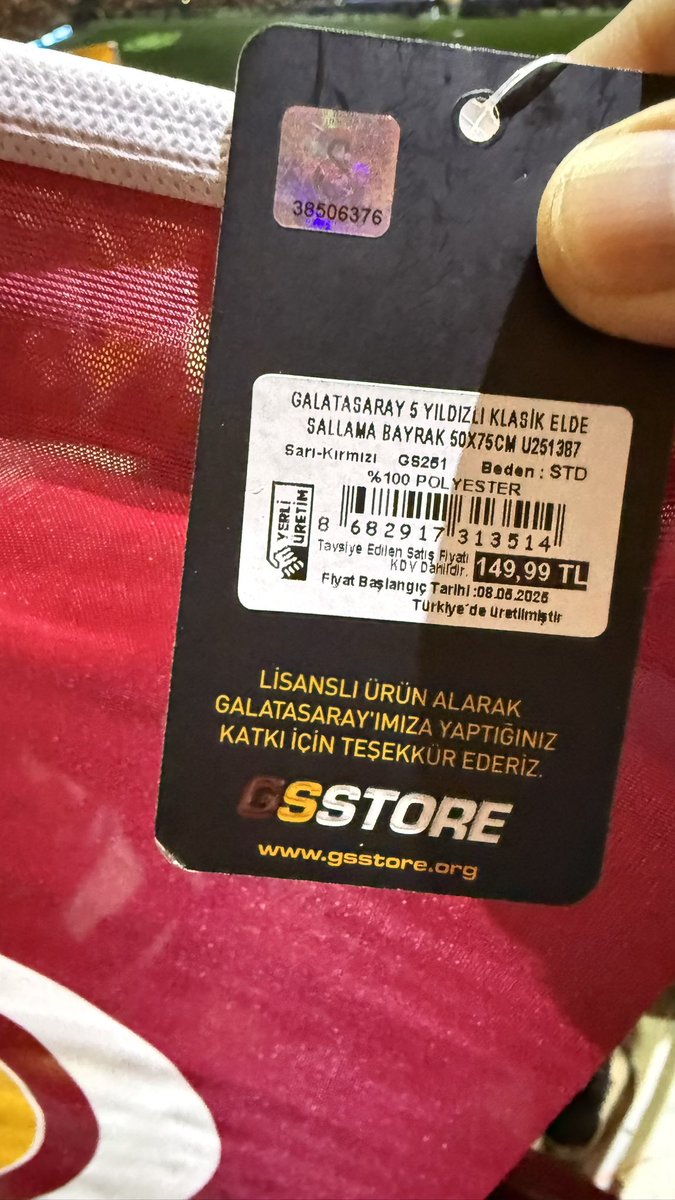 38506376
GALATASARAY 5 YILDIZLI KLASİK ELDE
SALLAMA BAYRAK 50X75CM U251387
Sarı-Kırmızı GS251 Beden : STD
%100 POLYESTER
YERLİ
ÜRETİM
8 682917 313514
Tavsiye Edilen Satış Fiyatı
KDV Dahildir. 149,99 TL
Fiyat Başlangıç Tarihi :08.05.2025
Türkiye'de üretilmiştir
LİSANSLI ÜRÜN ALARAK
GALATASARAY'IMIZA YAPTIĞINIZ
KATKI İÇİN TEŞEKKÜR EDERİZ.
GSSTORE
www.gsstore.org